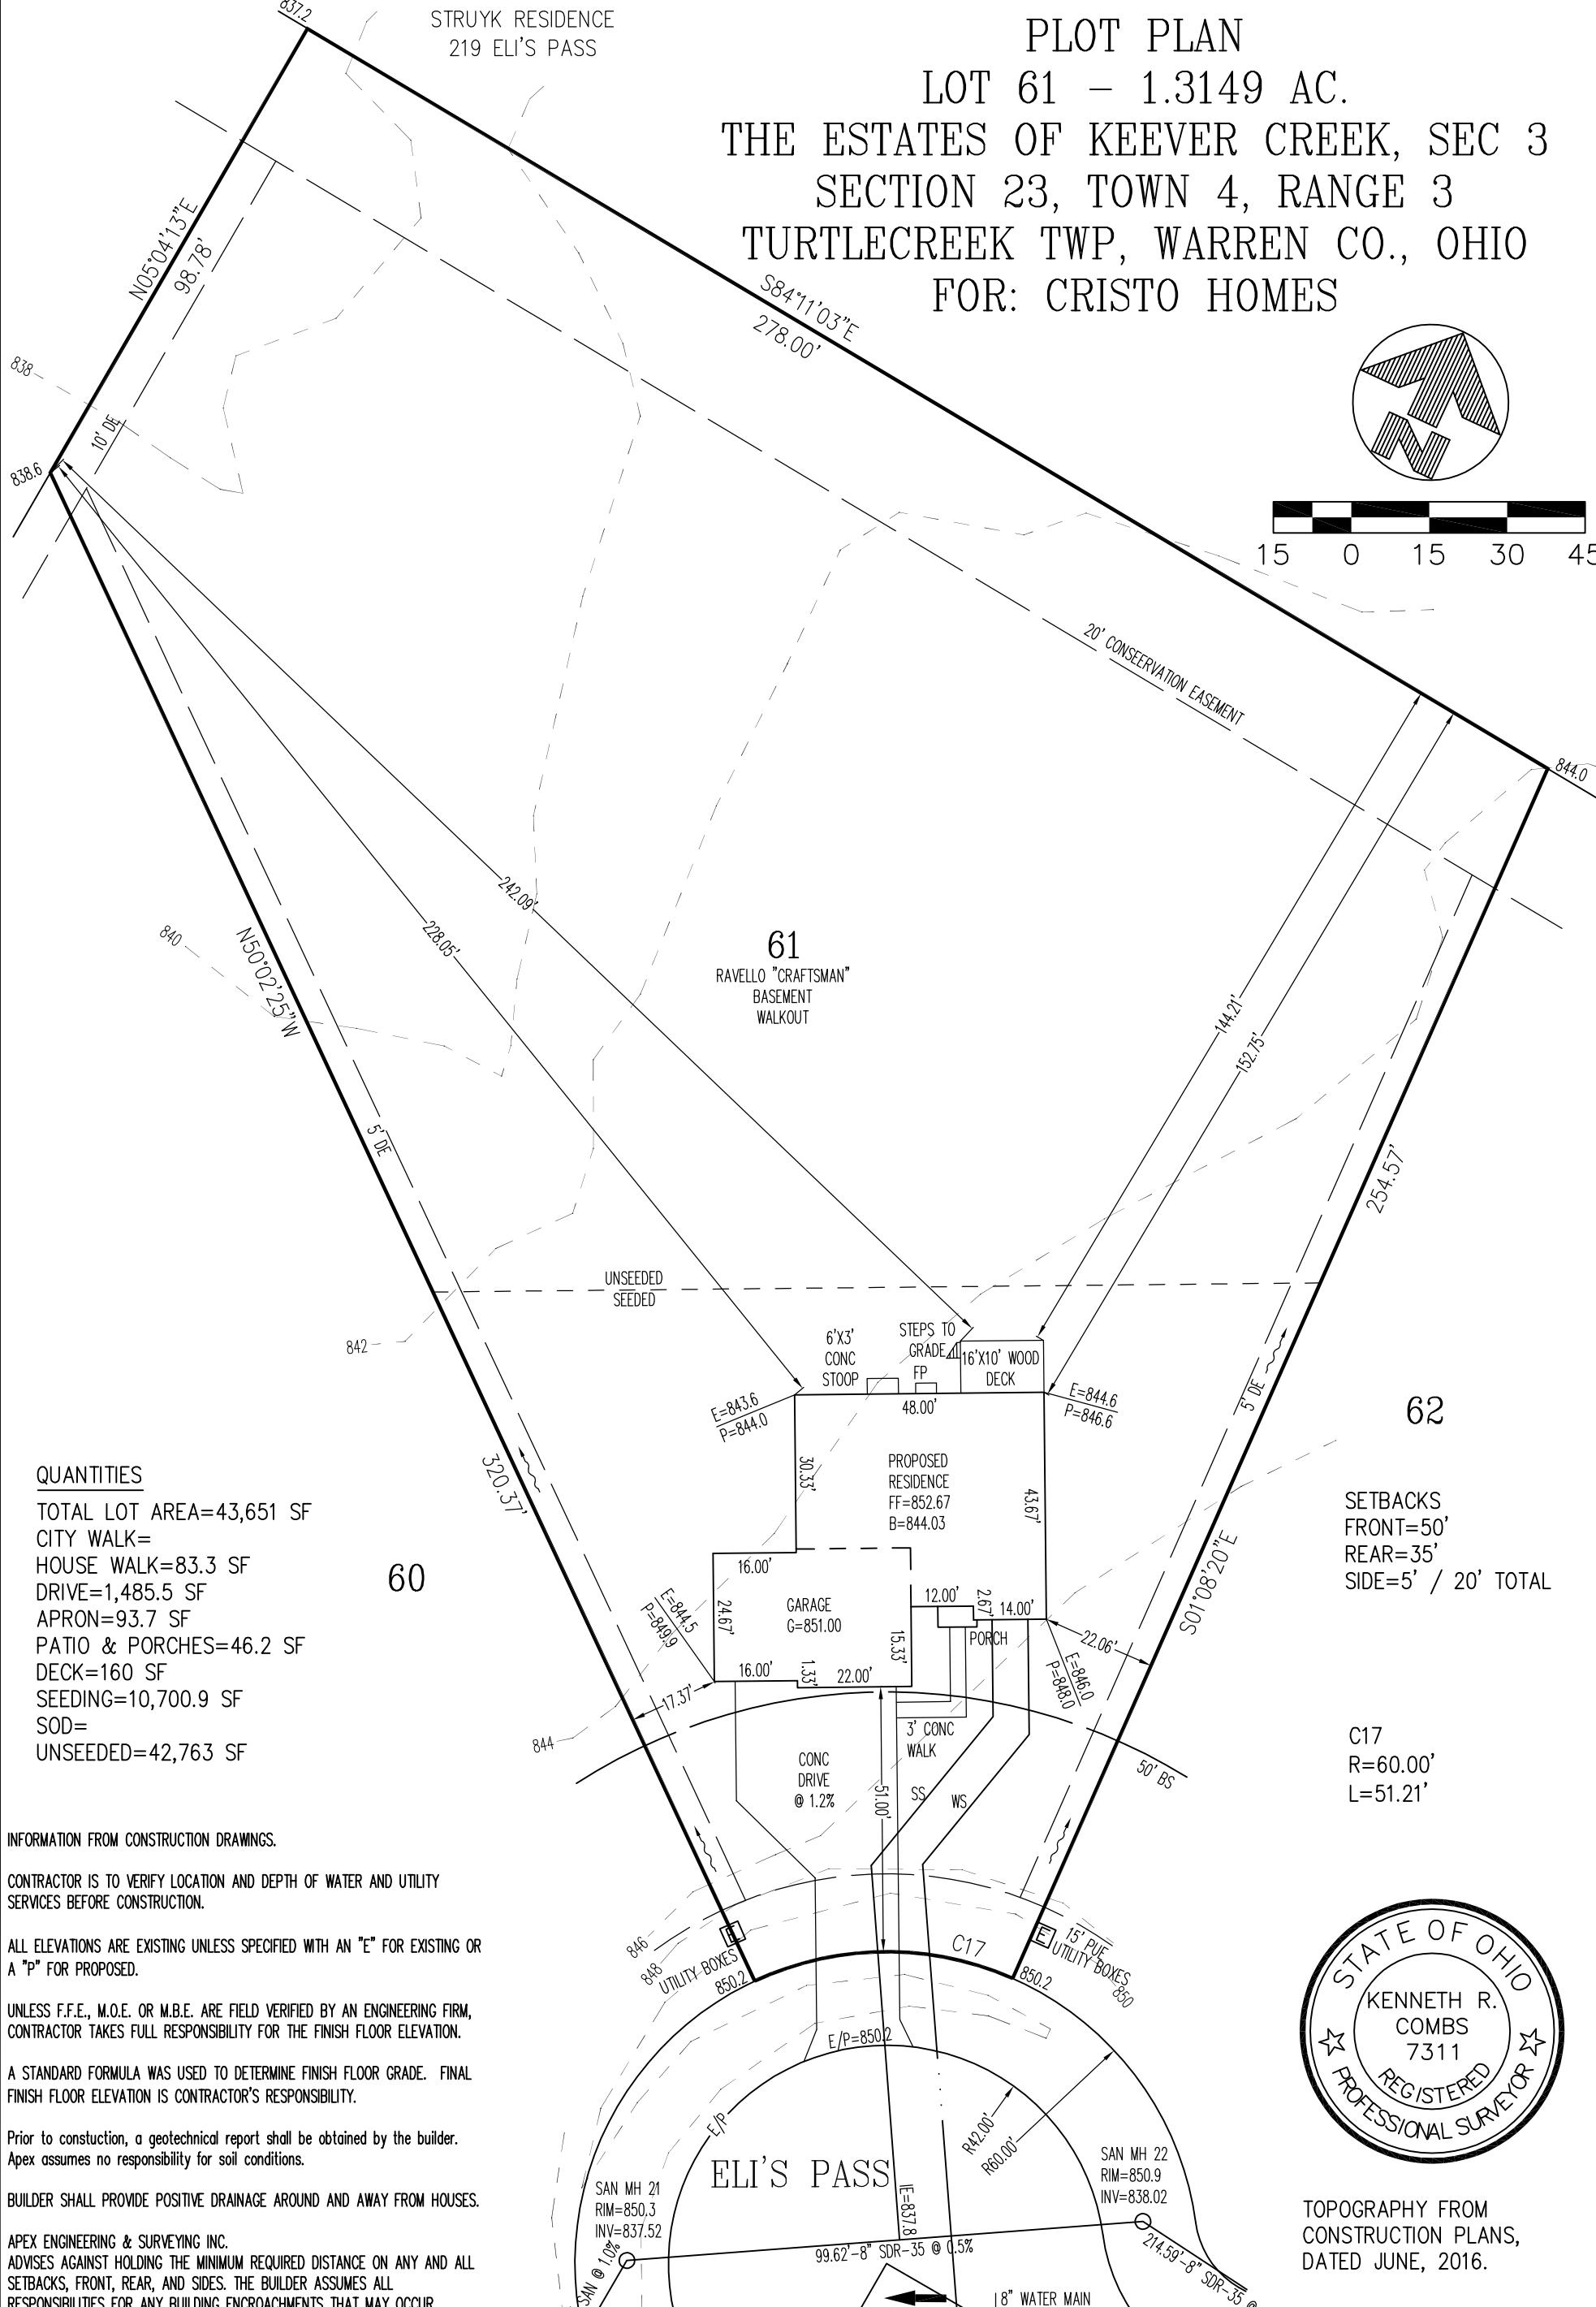 837.2
STRUYK RESIDENCE
219 ELI'S PASS
PLOT PLAN
LOT 61 – 1.3149 AC.
THE ESTATES OF KEEVER CREEK, SEC 3
SECTION 23, TOWN 4, RANGE 3
TURTLECREEK TWP, WARREN CO., OHIO
FOR: CRISTO HOMES
N05°04'13"E
98.78'
S84°11'03"E
278.00'
N
15 0 15 30 45
838
10' DE
838.6
20' CONSEERVATION EASEMENT
844.0
242.09'
228.05'
840
N50°02'25"W
61
RAVELLO "CRAFTSMAN"
BASEMENT
WALKOUT
144.21'
152.75'
5' DE
254.57'
UNSEEDED
SEEDED
842
6'X3'
CONC
STOOP
STEPS TO
GRADE
FP
16'X10' WOOD
DECK
E=843.6
P=844.0
48.00'
E=844.6
P=846.6
5' DE
62
320.37'
30.33'
PROPOSED
RESIDENCE
FF=852.67
B=844.03
43.67'
QUANTITIES
TOTAL LOT AREA=43,651 SF
CITY WALK=
HOUSE WALK=83.3 SF
DRIVE=1,485.5 SF
APRON=93.7 SF
PATIO & PORCHES=46.2 SF
DECK=160 SF
SEEDING=10,700.9 SF
SOD=
UNSEEDED=42,763 SF
60
SETBACKS
FRONT=50'
REAR=35'
SIDE=5' / 20' TOTAL
S01°08'20"E
16.00'
E=844.5
P=849.9
24.67'
GARAGE
G=851.00
12.00'
2.67'
14.00'
15.33'
PORCH
22.06'
E=846.0
P=848.0
16.00'
1.33'
22.00'
17.37'
844
3' CONC
WALK
CONC
DRIVE
@ 1.2%
51.00'
SS
WS
50' BS
C17
R=60.00'
L=51.21'
INFORMATION FROM CONSTRUCTION DRAWINGS.
CONTRACTOR IS TO VERIFY LOCATION AND DEPTH OF WATER AND UTILITY
SERVICES BEFORE CONSTRUCTION.
ALL ELEVATIONS ARE EXISTING UNLESS SPECIFIED WITH AN "E" FOR EXISTING OR
A "P" FOR PROPOSED.
UNLESS F.F.E., M.O.E. OR M.B.E. ARE FIELD VERIFIED BY AN ENGINEERING FIRM,
CONTRACTOR TAKES FULL RESPONSIBILITY FOR THE FINISH FLOOR ELEVATION.
A STANDARD FORMULA WAS USED TO DETERMINE FINISH FLOOR GRADE. FINAL
FINISH FLOOR ELEVATION IS CONTRACTOR'S RESPONSIBILITY.
Prior to constuction, a geotechnical report shall be obtained by the builder.
Apex assumes no responsibility for soil conditions.
BUILDER SHALL PROVIDE POSITIVE DRAINAGE AROUND AND AWAY FROM HOUSES.
APEX ENGINEERING & SURVEYING INC.
ADVISES AGAINST HOLDING THE MINIMUM REQUIRED DISTANCE ON ANY AND ALL
SETBACKS, FRONT, REAR, AND SIDES. THE BUILDER ASSUMES ALL
RESPONSIBILITIES FOR ANY BUILDING ENCROACHMENTS THAT MAY OCCUR
846
848
E
UTILITY BOXES
850.2
C17
850.2
E
15' PUE
UTILITY BOXES
850
E/P=850.2
E/P
R42.00'
R60.00'
ELI'S PASS
SAN MH 21
RIM=850.3
INV=837.52
SAN @ 1.0%
IE=837.8
99.62'-8" SDR-35 @ 0.5%
SAN MH 22
RIM=850.9
INV=838.02
214.59'-8" SDR-35 @
8" WATER MAIN
STATE OF OHIO
KENNETH R.
COMBS
7311
REGISTERED
PROFESSIONAL SURVEYOR
TOPOGRAPHY FROM
CONSTRUCTION PLANS,
DATED JUNE, 2016.